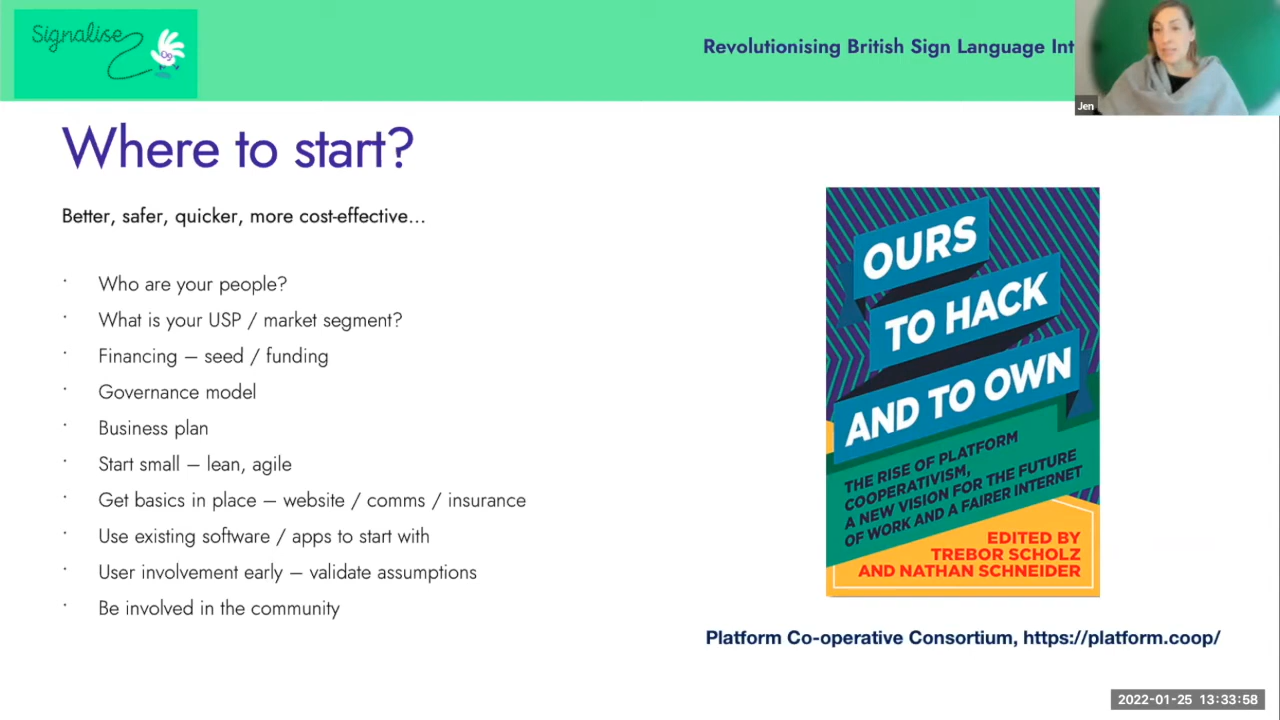 Signalise
Revolutionising British Sign Language Int
Jen
Where to start?
Better, safer, quicker, more cost-effective...
· Who are your people?
· What is your USP / market segment?
· Financing – seed / funding
· Governance model
· Business plan
· Start small – lean, agile
· Get basics in place – website / comms / insurance
· Use existing software / apps to start with
· User involvement early – validate assumptions
· Be involved in the community
OURS
TO HACK
AND TO OWN
THE RISE OF PLATFORM
COOPERATIVISM,
A NEW VISION FOR THE FUTURE
OF WORK AND A FAIRER INTERNET
EDITED BY
TREBOR SCHOLZ
AND NATHAN SCHNEIDER
Platform Co-operative Consortium, https://platform.coop/
2022-01-25 13:33:58